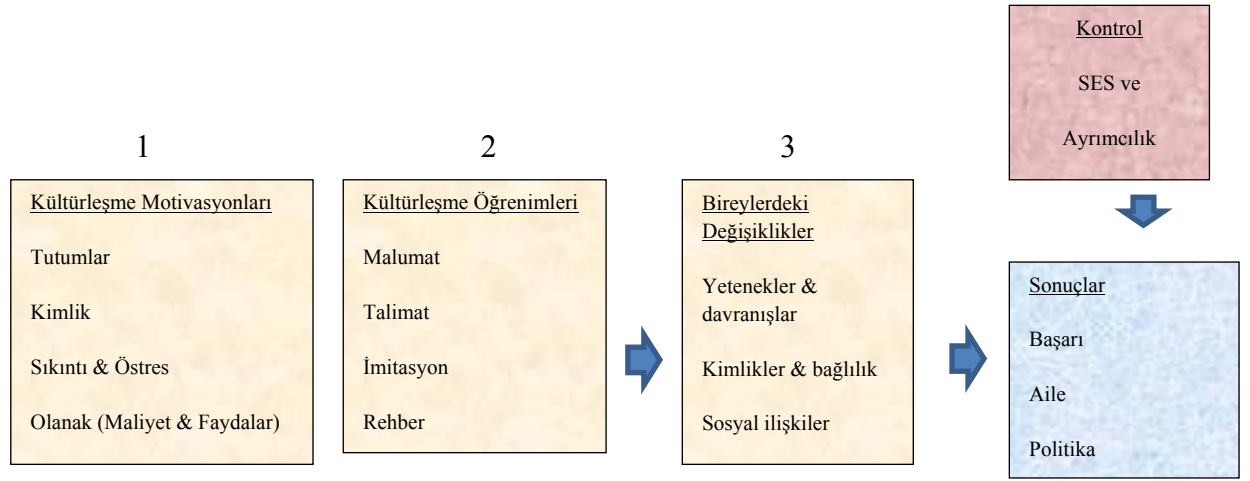 1
Kültürleşme Motivasyonları
Tutumlar
Kimlik
Sıkıntı & Östres
Olanak (Maliyet & Faydalar)
2
Kültürleşme Öğrenimleri
Malumat
Talimat
İmitasyon
Rehber
3
Bireylerdeki
Değişiklikler
Yetenekler &
davranışlar
Kimlikler & bağlılık
Sosyal ilişkiler
Kontrol
SES ve
Ayrımcılık
Sonuçlar
Başarı
Aile
Politika